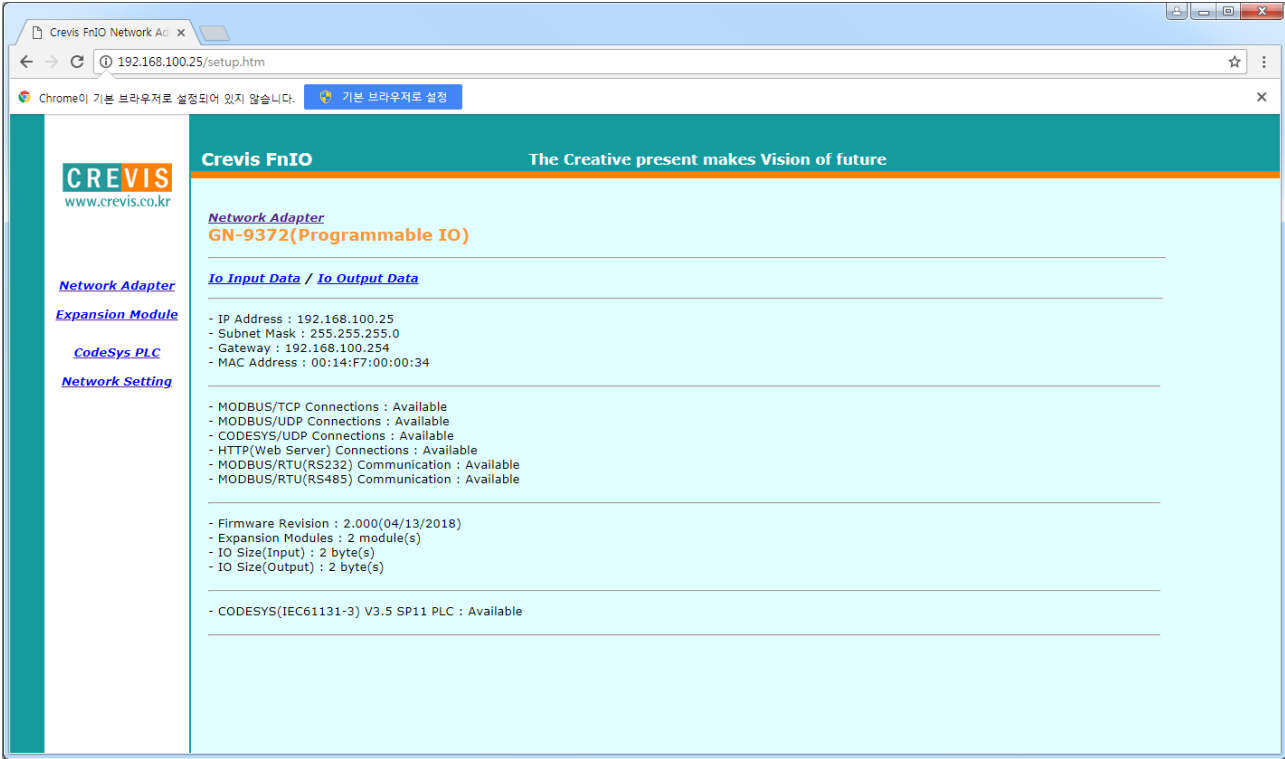 Crevis FnIO Network Ad
192.168.100.25/setup.htm
Chrome이 기본 브라우저로 설정되어 있지 않습니다. 기본 브라우저로 설정
CREVIS
www.crevis.co.kr
Network Adapter
Expansion Module
CodeSys PLC
Network Setting
Crevis FnIO The Creative present makes Vision of future
Network Adapter
GN-9372(Programmable IO)
Io Input Data / Io Output Data
- IP Address : 192.168.100.25
- Subnet Mask : 255.255.255.0
- Gateway : 192.168.100.254
- MAC Address : 00:14:F7:00:00:34
- MODBUS/TCP Connections : Available
- MODBUS/UDP Connections : Available
- CODESYS/UDP Connections : Available
- HTTP(Web Server) Connections : Available
- MODBUS/RTU(RS232) Communication : Available
- MODBUS/RTU(RS485) Communication : Available
- Firmware Revision : 2.000(04/13/2018)
- Expansion Modules : 2 module(s)
- IO Size(Input) : 2 byte(s)
- IO Size(Output) : 2 byte(s)
- CODESYS(IEC61131-3) V3.5 SP11 PLC : Available